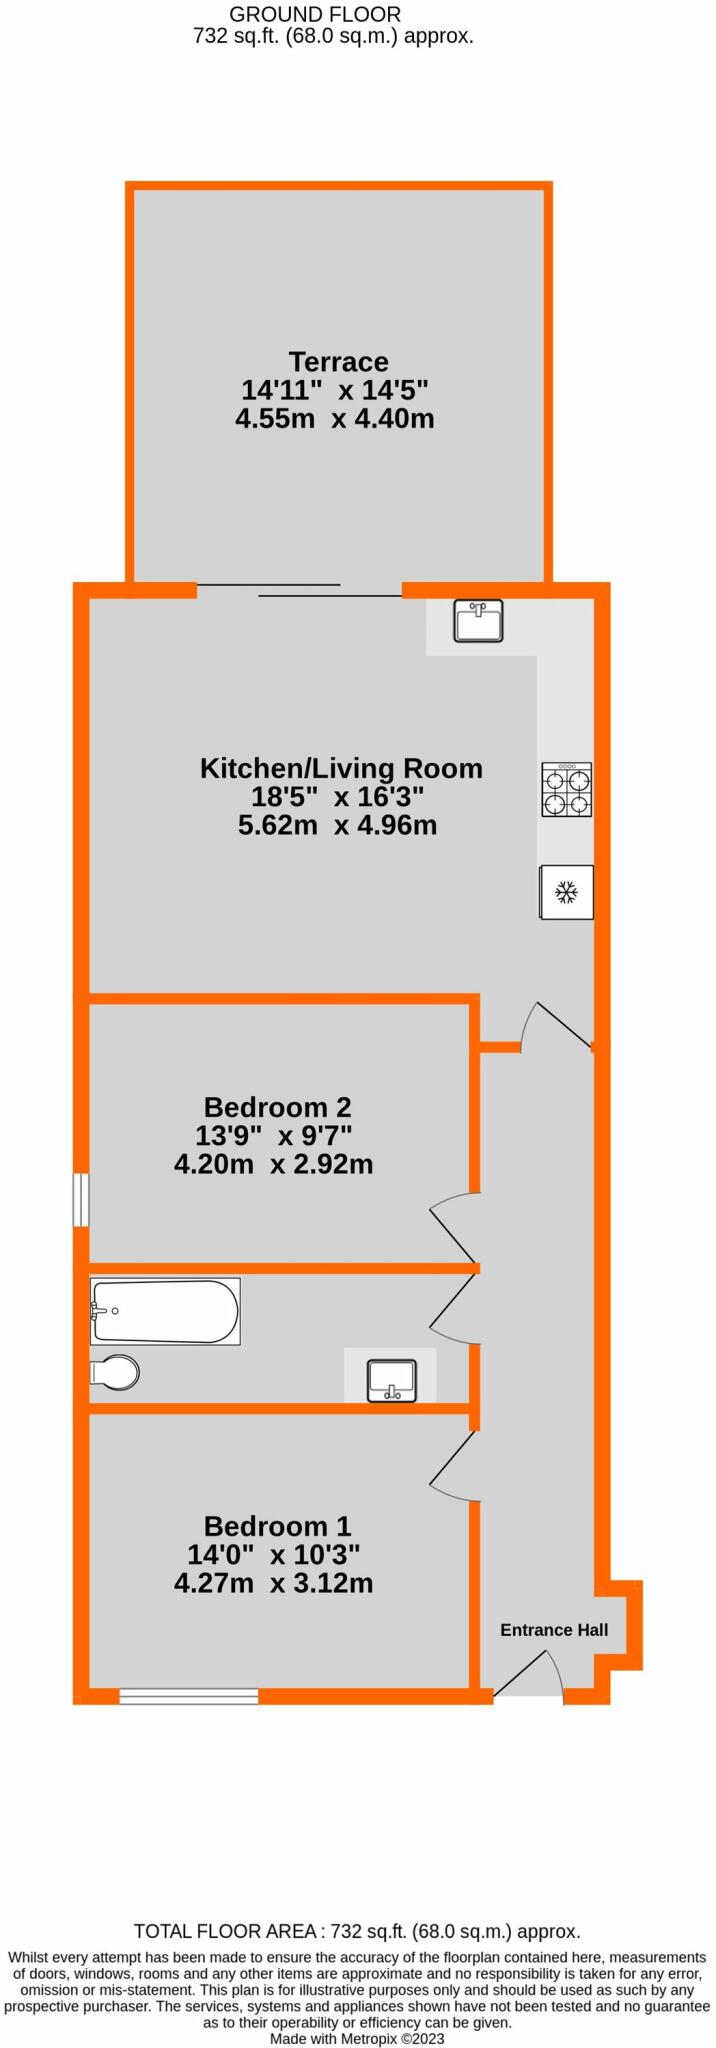 GROUND FLOOR
732 sq.ft. (68.0 sq.m.) approx.
Terrace
14'11" x 14'5"
4.55m x 4.40m
Kitchen/Living Room
18'5" x 16'3"
5.62m x 4.96m
Bedroom 2
13'9" x 9'7"
4.20m x 2.92m
Bedroom 1
14'0" x 10'3"
4.27m x 3.12m
Entrance Hall
TOTAL FLOOR AREA : 732 sq.ft. (68.0 sq.m.) approx.
Whilst every attempt has been made to ensure the accuracy of the floorplan contained here, measurements
of doors, windows, rooms and any other items are approximate and no responsibility is taken for any error,
omission or mis-statement. This plan is for illustrative purposes only and should be used as such by any
prospective purchaser. The services, systems and appliances shown have not been tested and no guarantee
as to their operability or efficiency can be given.
Made with Metropix ©2023